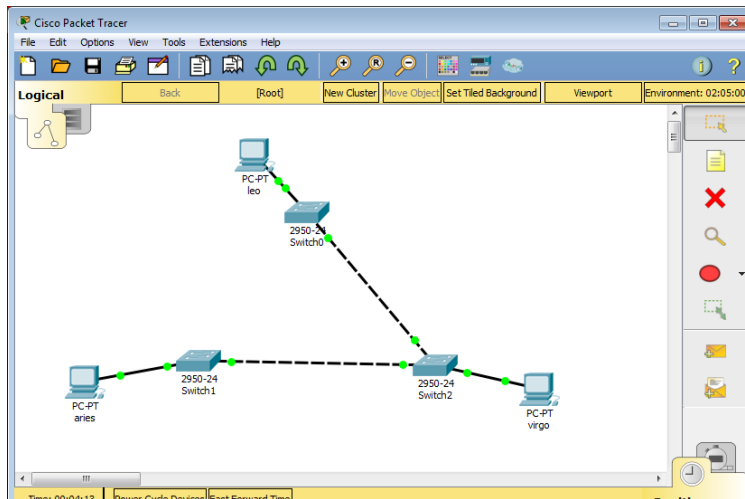 Cisco Packet Tracer
File Edit Options View Tools Extensions Help
Logical Back [Root] New Cluster Move Object Set Tiled Background Viewport Environment: 02:05:00
PC-PT
leo
2950-24
Switch0
2950-24
Switch1
2950-24
Switch2
PC-PT
aries
PC-PT
virgo
Time: 00:04:13 Power Cycle Devices Fast Forward Time